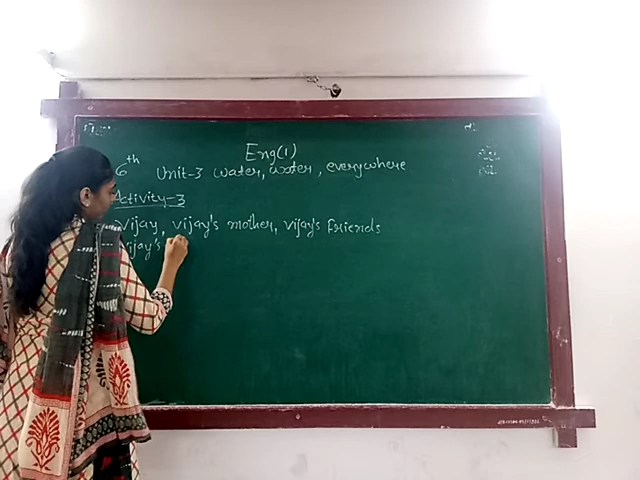 Eng(1)
6th Unit-3 water, water, everywhere
Activity-3
Vijay, vijay's mother, vijay's friends
vijay's